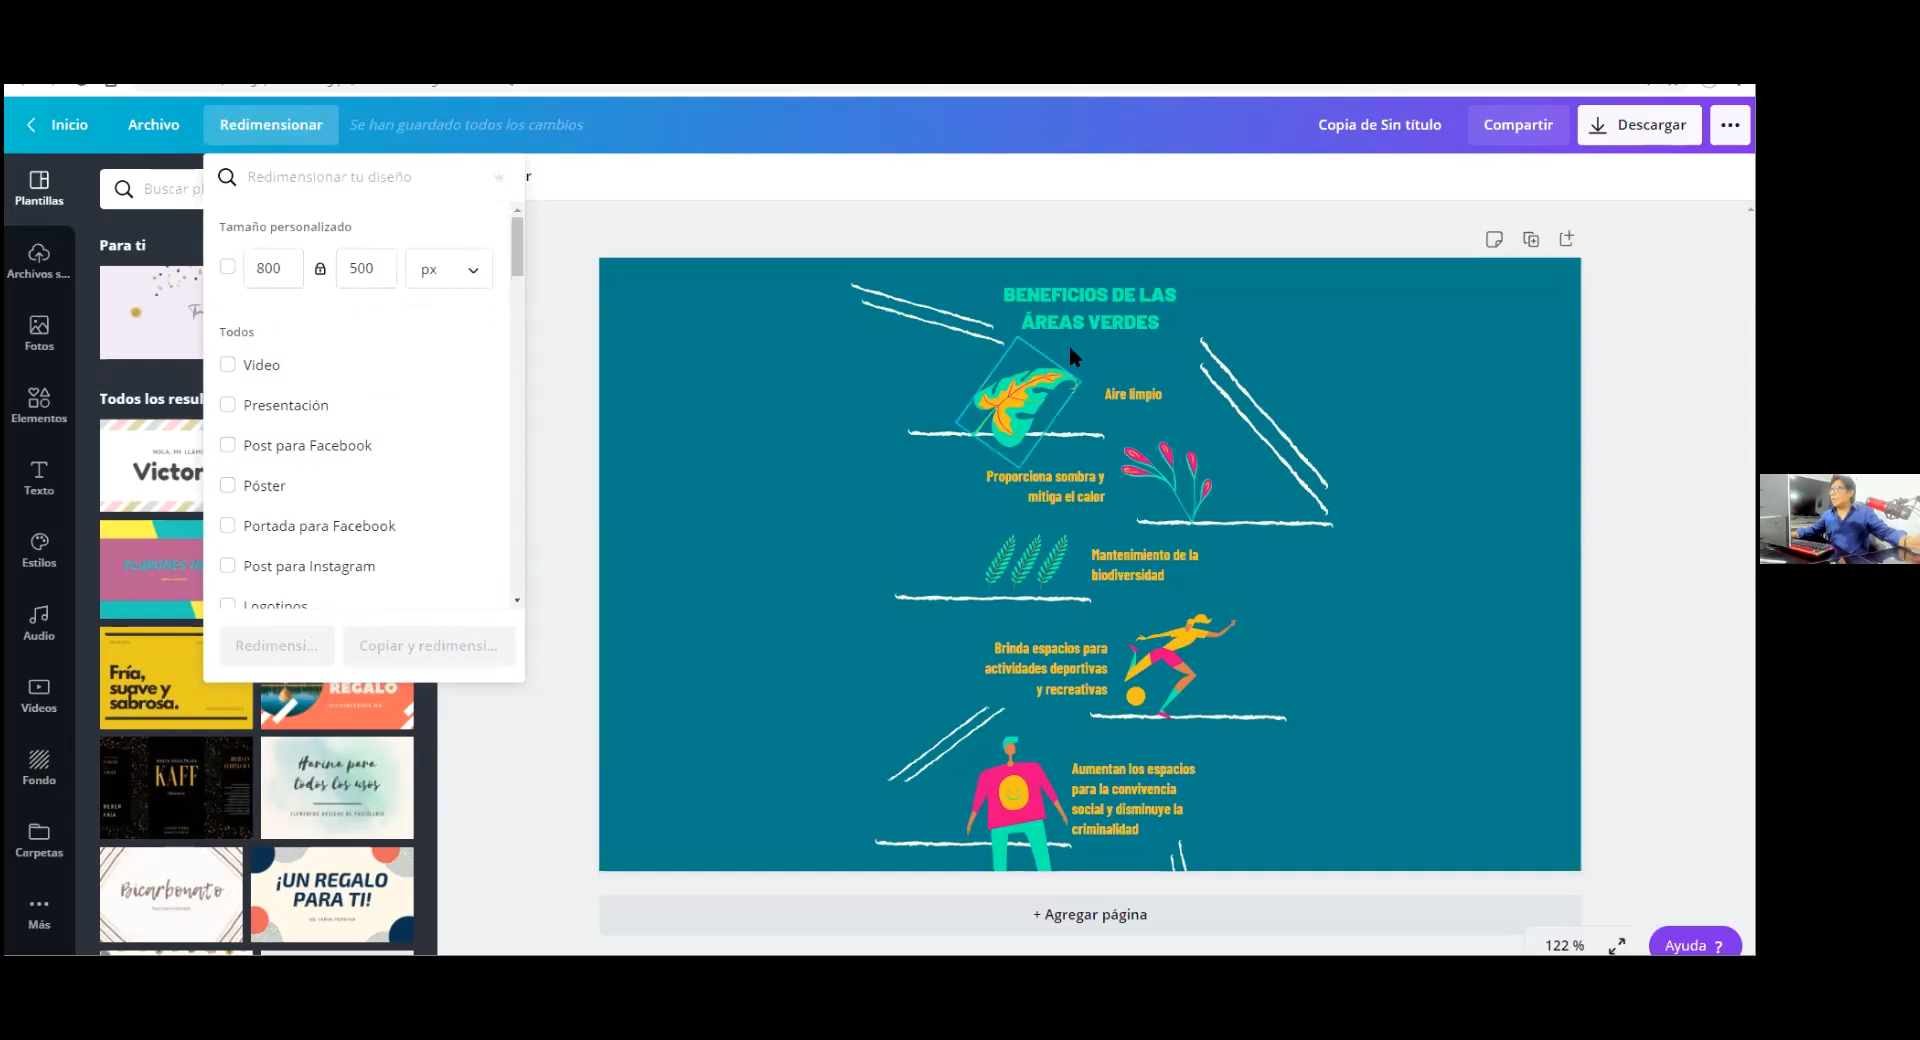 Inicio
Archivo
Redimensionar
Se han guardado todos los cambios
Copia de Sin título
Compartir
Descargar
Plantillas
Archivos s...
Fotos
Elementos
Texto
Estilos
Audio
Videos
Fondo
Carpetas
Más
Para ti
HOLA, ME LLAM
Victor
Todos los resul
Fría,
suave y
sabrosa.
REGALO
KAFF
Harina para
todos los usos
Bicarbonato
¡UN REGALO
PARA TI!
Redimensionar tu diseño
Tamaño personalizado
800
500
px
Todos
Video
Presentación
Post para Facebook
Póster
Portada para Facebook
Post para Instagram
Logotipos
Redimensi...
Copiar y redimensi...
BENEFICIOS DE LAS
ÁREAS VERDES
Aire limpio
Proporciona sombra y
mitiga el calor
Mantenimiento de la
biodiversidad
Brinda espacios para
actividades deportivas
y recreativas
Aumentan los espacios
para la convivencia
social y disminuye la
criminalidad
+ Agregar página
122 %
Ayuda ?